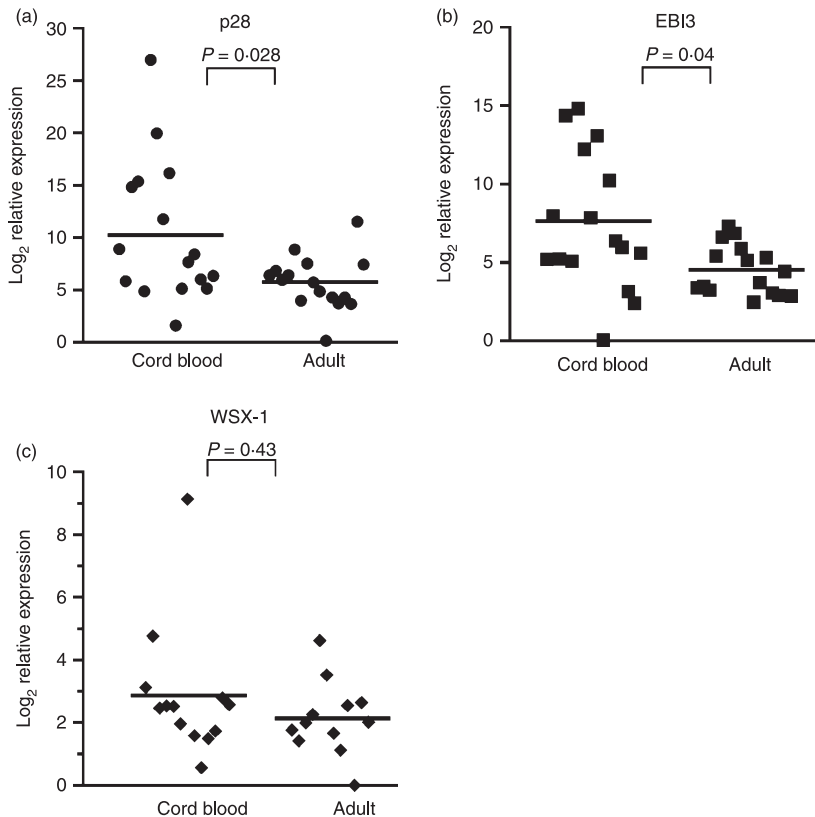 (a)
p28
P = 0·028
Log2 relative expression
30
25
20
15
10
5
0
Cord blood
Adult
(b)
EBI3
P = 0·04
Log2 relative expression
20
15
10
5
0
Cord blood
Adult
(c)
WSX-1
P = 0·43
Log2 relative expression
10
8
6
4
2
0
Cord blood
Adult